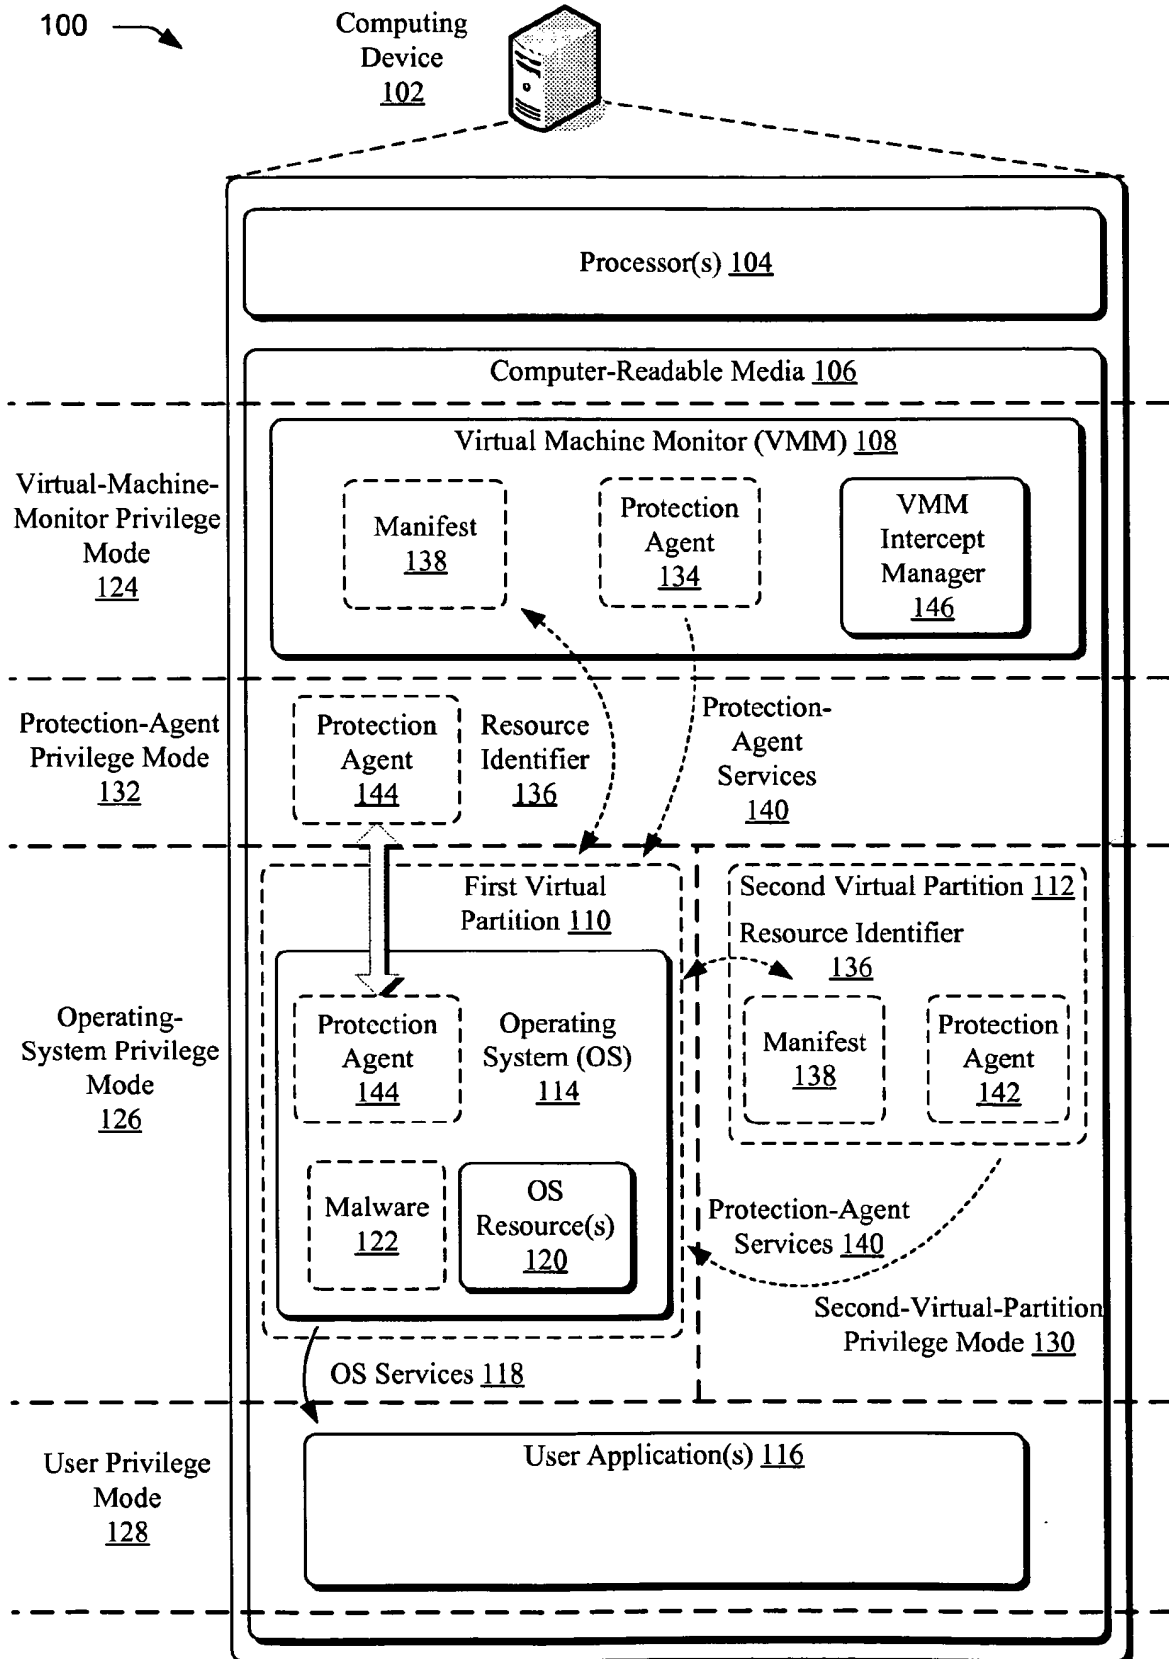 100
Computing
Device
102
Processor(s) 104
Computer-Readable Media 106
Virtual Machine Monitor (VMM) 108
Virtual-Machine-
Monitor Privilege
Mode
124
Manifest
138
Protection
Agent
134
VMM
Intercept
Manager
146
Protection-Agent
Privilege Mode
132
Protection
Agent
144
Resource
Identifier
136
Protection-
Agent
Services
140
First Virtual
Partition 110
Second Virtual Partition 112
Resource Identifier
136
Operating-
System Privilege
Mode
126
Protection
Agent
144
Operating
System (OS)
114
Manifest
138
Protection
Agent
142
Malware
122
OS
Resource(s)
120
Protection-Agent
Services 140
Second-Virtual-Partition
Privilege Mode 130
OS Services 118
User Privilege
Mode
128
User Application(s) 116